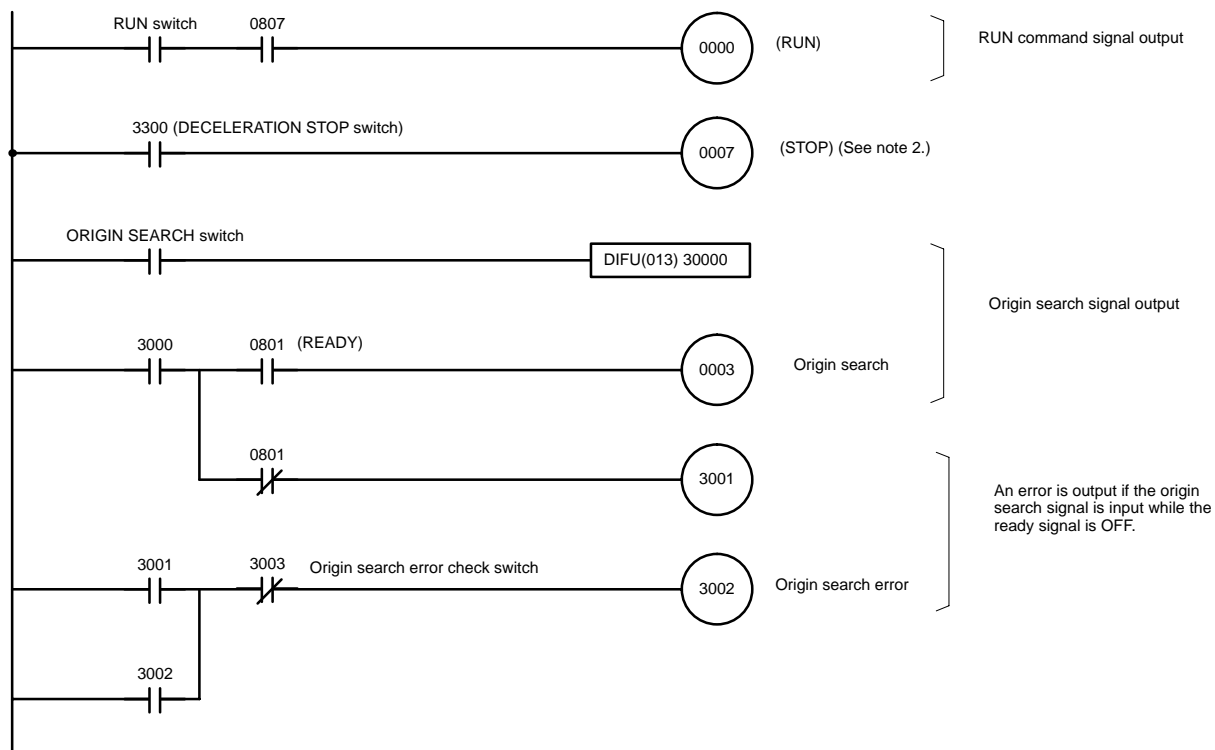 RUN switch 0807
0000 (RUN) RUN command signal output
3300 (DECELERATION STOP switch)
0007 (STOP) (See note 2.)
ORIGIN SEARCH switch
DIFU(013) 30000
Origin search signal output
3000 0801 (READY)
0003 Origin search
0801
3001
An error is output if the origin
search signal is input while the
ready signal is OFF.
3001 3003 Origin search error check switch
3002 Origin search error
3002